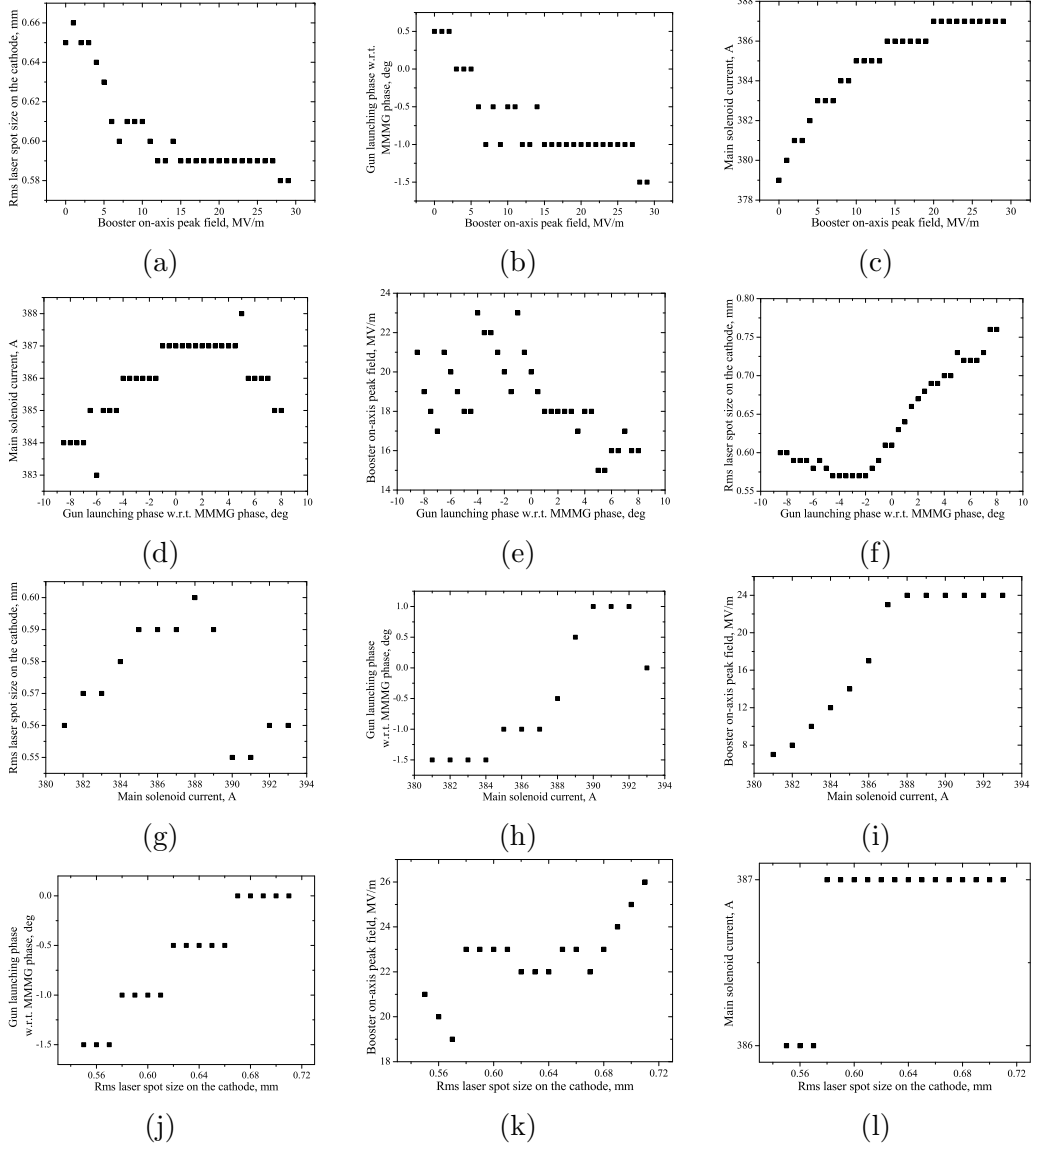 Rms laser spot size on the cathode, mm
0.66
0.64
0.62
0.60
0.58
0 5 10 15 20 25 30
Booster on-axis peak field, MV/m
(a)
Gun launching phase w.r.t.
MMMG phase, deg
0.5
0.0
-0.5
-1.0
-1.5
0 5 10 15 20 25 30
Booster on-axis peak field, MV/m
(b)
Main solenoid current, A
388
386
384
382
380
378
0 5 10 15 20 25 30
Booster on-axis peak field, MV/m
(c)
Main solenoid current, A
388
387
386
385
384
383
-10 -8 -6 -4 -2 0 2 4 6 8 10
Gun launching phase w.r.t. MMMG phase, deg
(d)
Booster on-axis peak field, MV/m
24
22
20
18
16
14
-10 -8 -6 -4 -2 0 2 4 6 8 10
Gun launching phase w.r.t. MMMG phase, deg
(e)
Rms laser spot size on the cathode, mm
0.80
0.75
0.70
0.65
0.60
0.55
-10 -8 -6 -4 -2 0 2 4 6 8 10
Gun launching phase w.r.t. MMMG phase, deg
(f)
Rms laser spot size on the cathode, mm
0.60
0.59
0.58
0.57
0.56
0.55
380 382 384 386 388 390 392 394
Main solenoid current, A
(g)
Gun launching phase
w.r.t. MMMG phase, deg
1.0
0.5
0.0
-0.5
-1.0
-1.5
380 382 384 386 388 390 392 394
Main solenoid current, A
(h)
Booster on-axis peak field, MV/m
24
20
16
12
8
380 382 384 386 388 390 392 394
Main solenoid current, A
(i)
Gun launching phase
w.r.t. MMMG phase, deg
0.0
-0.5
-1.0
-1.5
0.56 0.60 0.64 0.68 0.72
Rms laser spot size on the cathode, mm
(j)
Booster on-axis peak field, MV/m
26
24
22
20
18
0.56 0.60 0.64 0.68 0.72
Rms laser spot size on the cathode, mm
(k)
Main solenoid current, A
387
386
0.56 0.60 0.64 0.68 0.72
Rms laser spot size on the cathode, mm
(l)